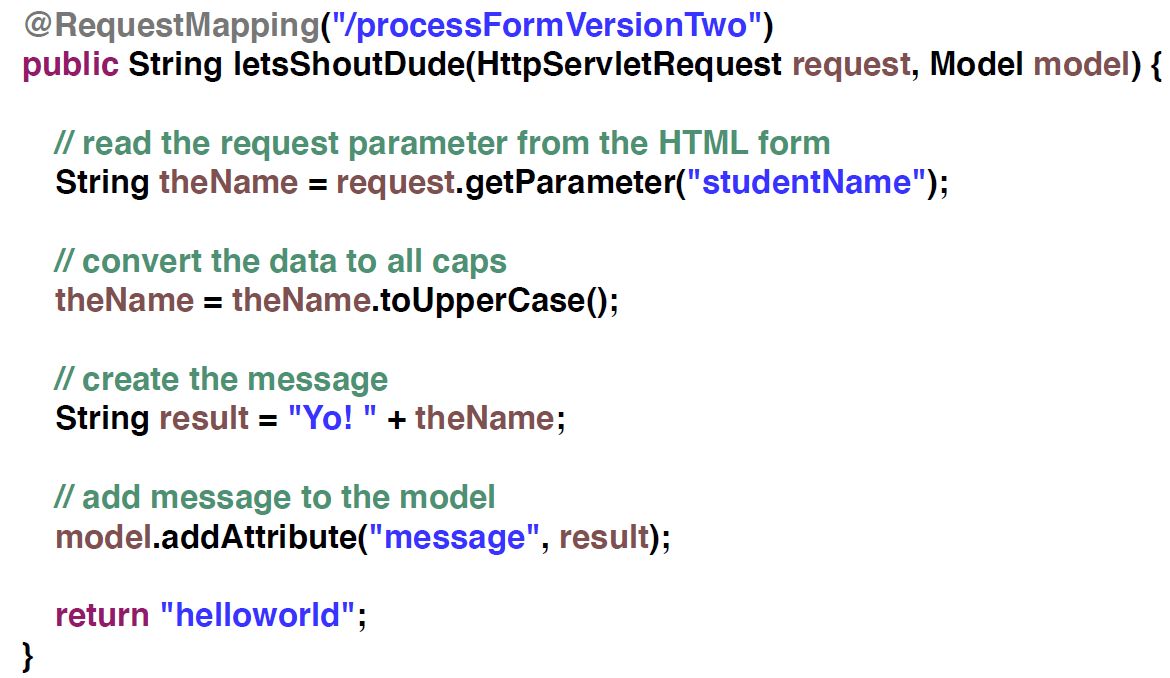 @RequestMapping("/processFormVersionTwo")
public String letsShoutDude(HttpServletRequest request, Model model) {
// read the request parameter from the HTML form
String theName = request.getParameter("studentName");
// convert the data to all caps
theName = theName.toUpperCase();
// create the message
String result = "Yo! " + theName;
// add message to the model
model.addAttribute("message", result);
return "helloworld";
}